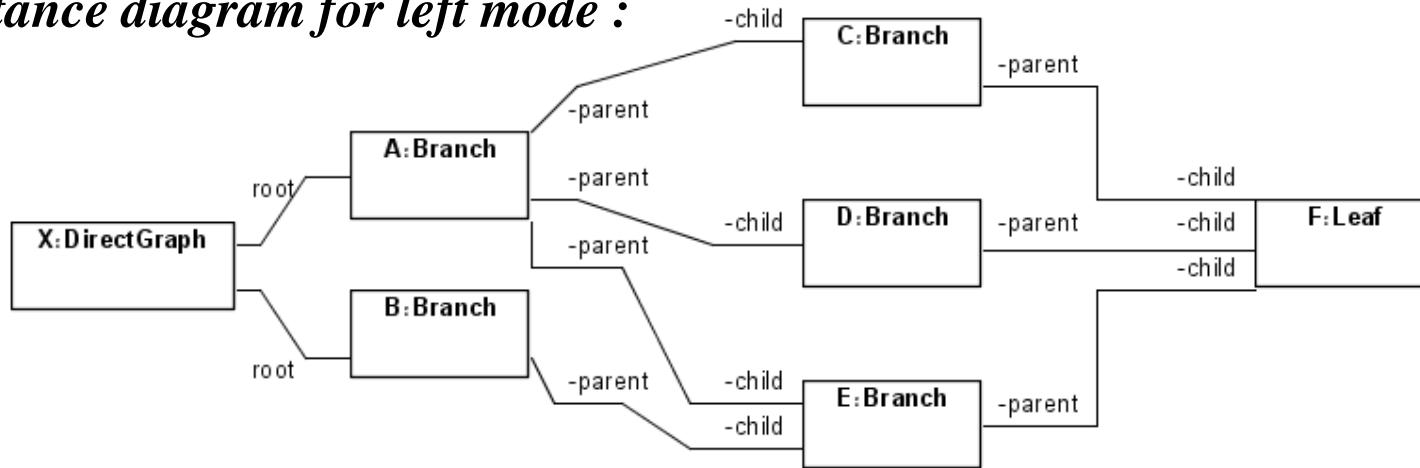 tance diagram for left mode :
-child
C:Branch
-parent
-parent
A:Branch
-parent
root
-child
-child
D:Branch
-parent
-child
F:Leaf
X:DirectGraph
-parent
-child
B:Branch
root
-parent
-child
E:Branch
-parent
-child